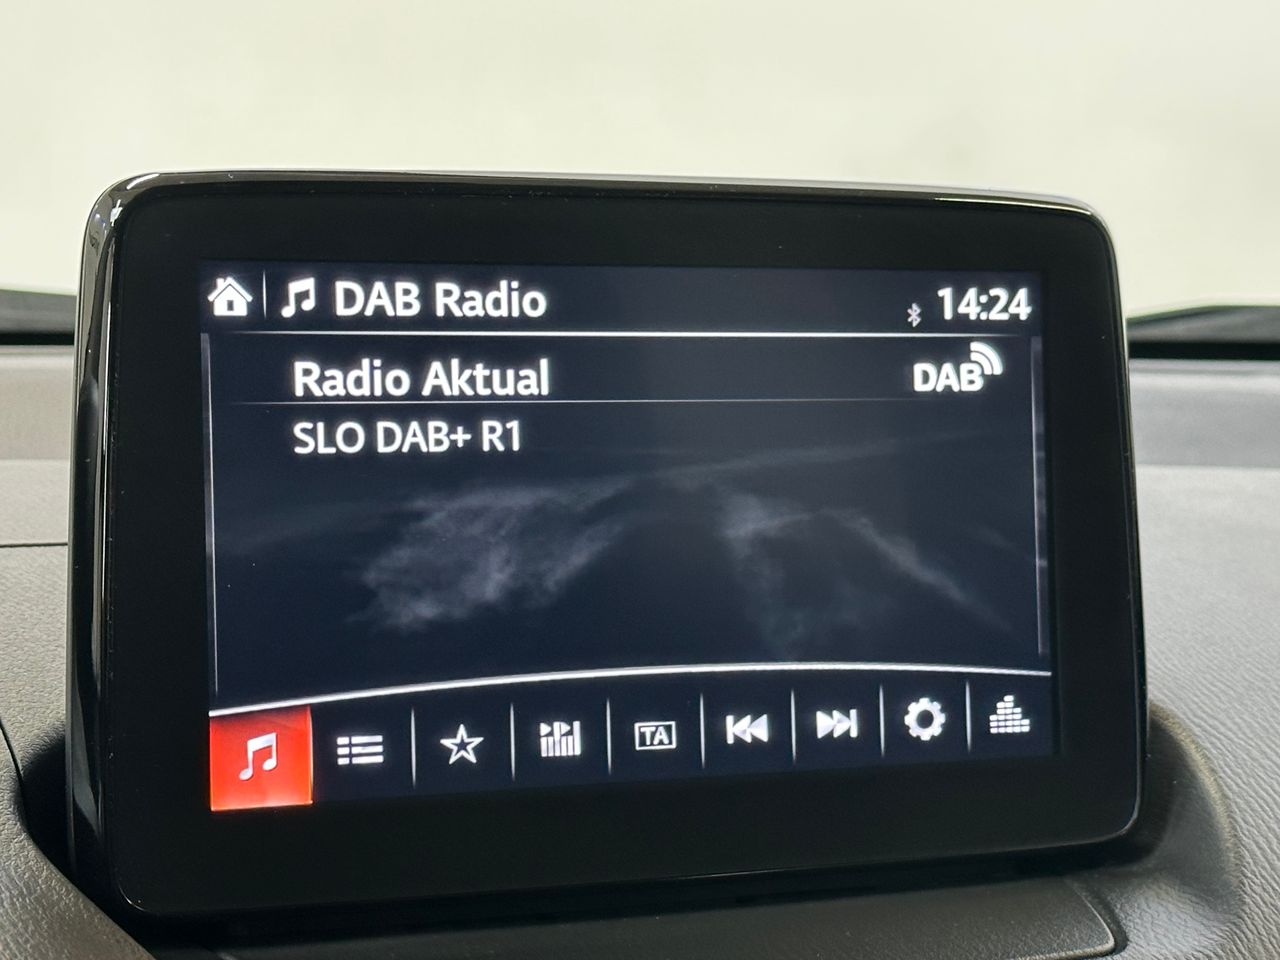 DAB Radio
14:24
Radio Aktual
DAB
SLO DAB+ R1
TA